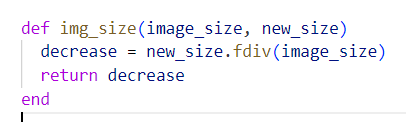 def img_size(image_size, new_size)
  decrease = new_size.fdiv(image_size)
  return decrease
end